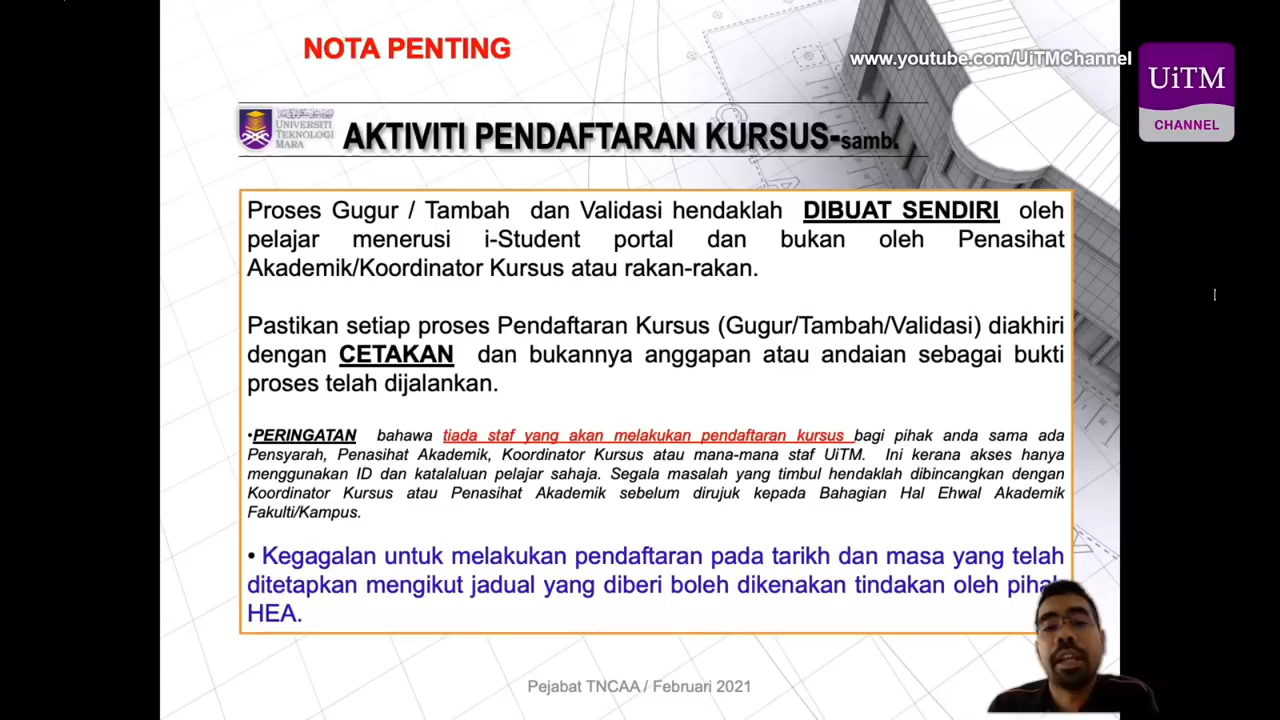 NOTA PENTING
www.youtube.com/UiTMChannel
UiTM
CHANNEL
UNIVERSITI
TEKNOLOGI
MARA
AKTIVITI PENDAFTARAN KURSUS-samb.
Proses Gugur / Tambah dan Validasi hendaklah DIBUAT SENDIRI oleh
pelajar menerusi i-Student portal dan bukan oleh Penasihat
Akademik/Koordinator Kursus atau rakan-rakan.
Pastikan setiap proses Pendaftaran Kursus (Gugur/Tambah/Validasi) diakhiri
dengan CETAKAN dan bukannya anggapan atau andaian sebagai bukti
proses telah dijalankan.
•PERINGATAN bahawa tiada staf yang akan melakukan pendaftaran kursus bagi pihak anda sama ada
Pensyarah, Penasihat Akademik, Koordinator Kursus atau mana-mana staf UiTM. Ini kerana akses hanya
menggunakan ID dan katalaluan pelajar sahaja. Segala masalah yang timbul hendaklah dibincangkan dengan
Koordinator Kursus atau Penasihat Akademik sebelum dirujuk kepada Bahagian Hal Ehwal Akademik
Fakulti/Kampus.
• Kegagalan untuk melakukan pendaftaran pada tarikh dan masa yang telah
ditetapkan mengikut jadual yang diberi boleh dikenakan tindakan oleh pihak
HEA.
Pejabat TNCAA / Februari 2021